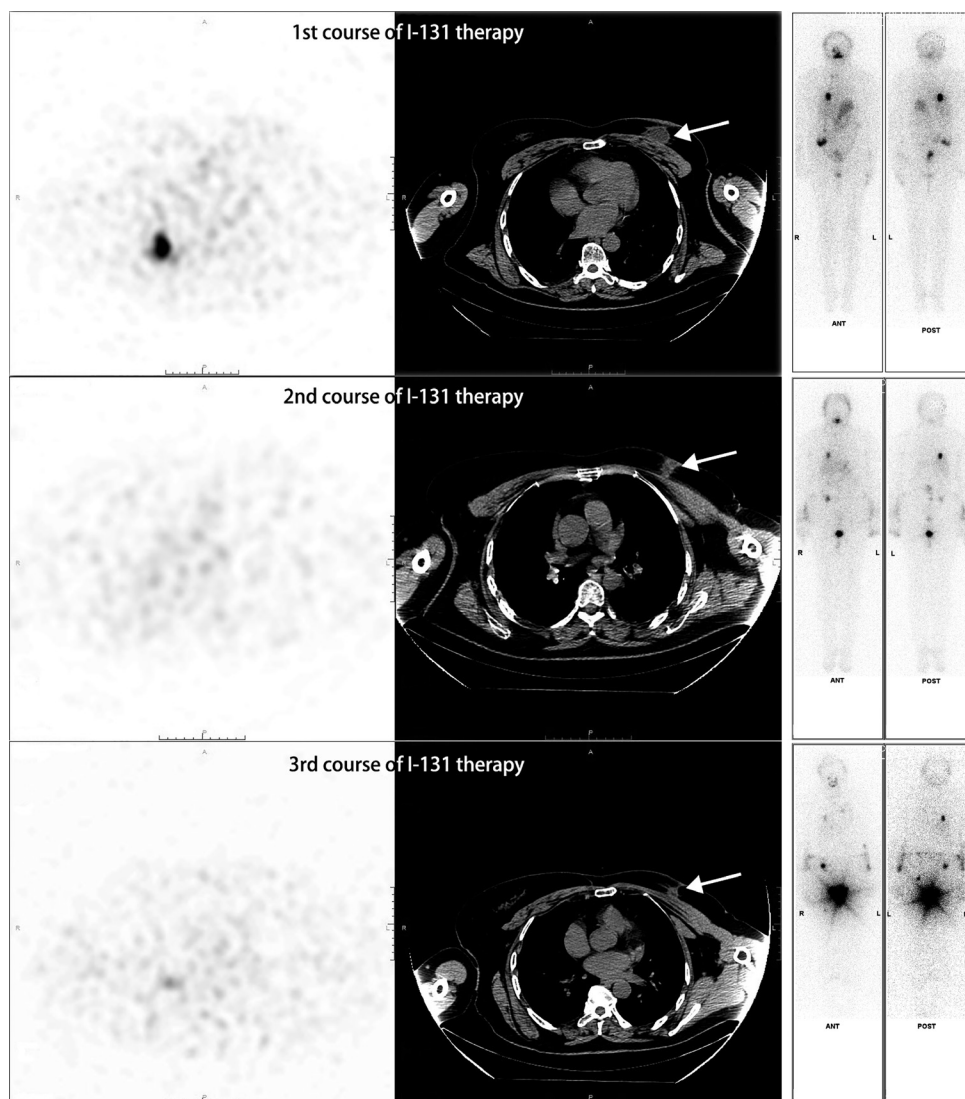 1st course of I-131 therapy
A
R
L
P
R
L
L
ANT
POST
2nd course of I-131 therapy
A
A
R
R
L
P
P
R
L
L
ANT
POST
3rd course of I-131 therapy
A
A
R
L
R
L
P
P
R
L
L
L
ANT
POST